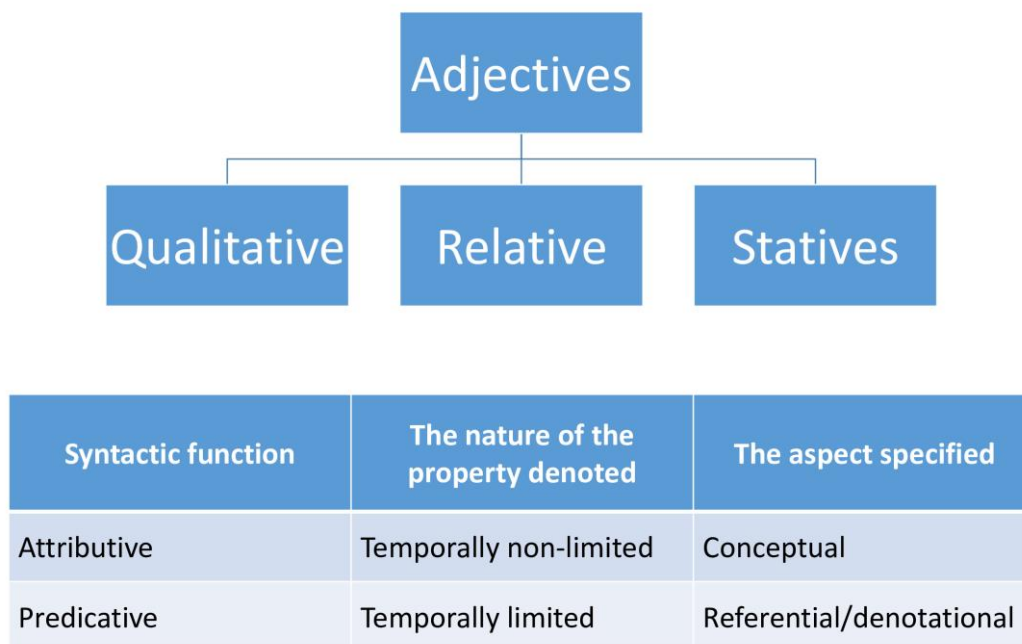 Adjectives
Qualitative
Relative
Statives
Syntactic function
The nature of the
property denoted
The aspect specified
Attributive
Temporally non-limited
Conceptual
Predicative
Temporally limited
Referential/denotational